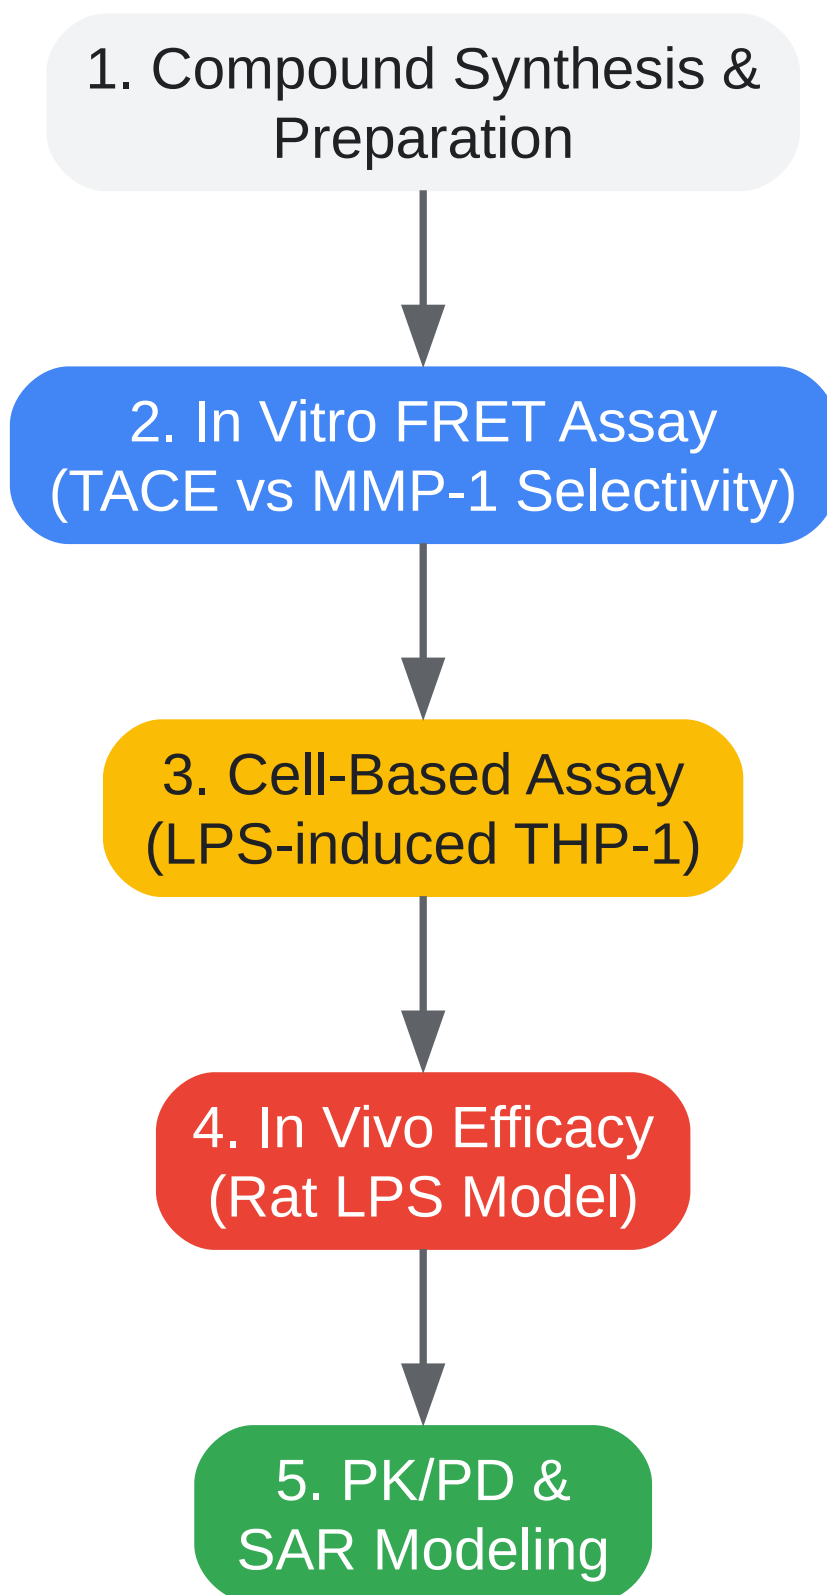 1. Compound Synthesis &
Preparation
2. In Vitro FRET Assay
(TACE vs MMP-1 Selectivity)
3. Cell-Based Assay
(LPS-induced THP-1)
4. In Vivo Efficacy
(Rat LPS Model)
5. PK/PD &
SAR Modeling